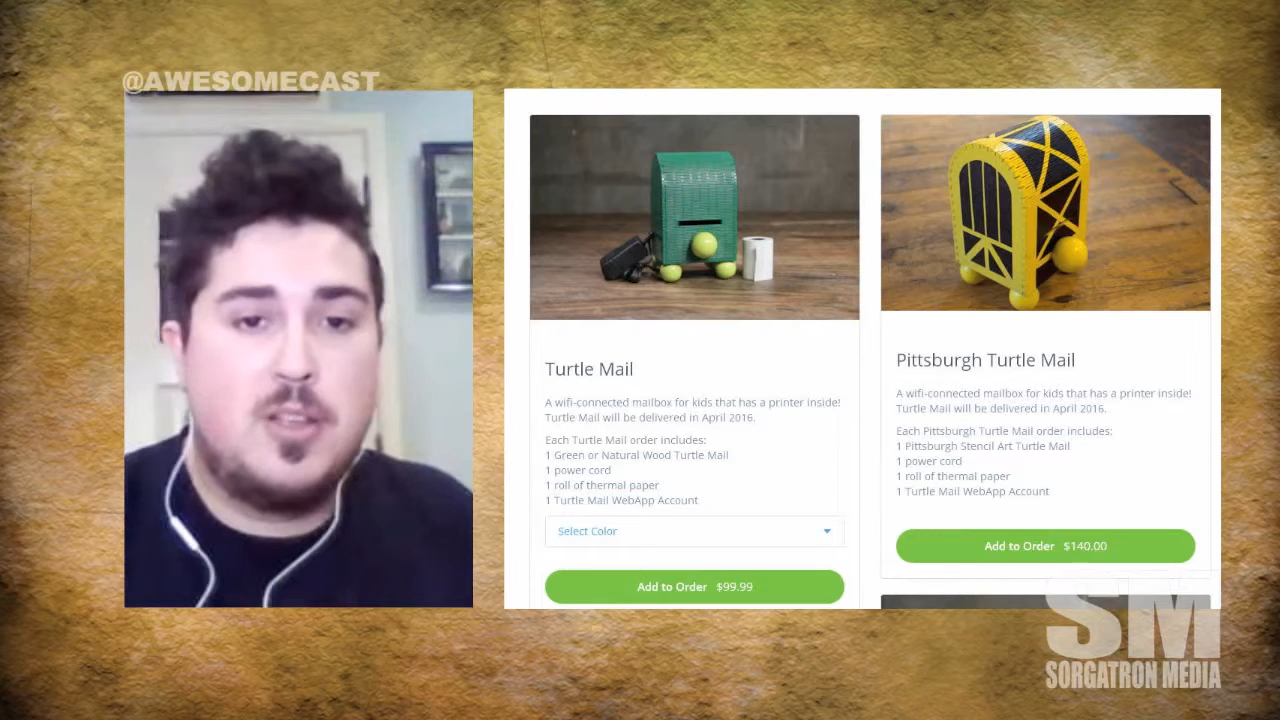 @AWESOMECAST
Turtle Mail
A wifi-connected mailbox for kids that has a printer inside!
Turtle Mail will be delivered in April 2016.
Each Turtle Mail order includes:
1 Green or Natural Wood Turtle Mail
1 power cord
1 roll of thermal paper
1 Turtle Mail WebApp Account
Select Color
Add to Order $99.99
Pittsburgh Turtle Mail
A wifi-connected mailbox for kids that has a printer inside!
Turtle Mail will be delivered in April 2016.
Each Pittsburgh Turtle Mail order includes:
1 Pittsburgh Stencil Art Turtle Mail
1 power cord
1 roll of thermal paper
1 Turtle Mail WebApp Account
Add to Order $140.00
SM
SORGATRON MEDIA